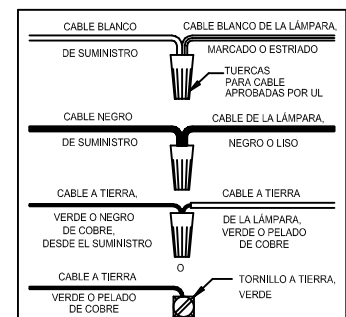 CABLE BLANCO
DE SUMINISTRO
CABLE BLANCO DE LA LÁMPARA,
MARCADO O ESTRIADO
TUERCAS
PARA CABLE
APROBADAS POR UL
CABLE NEGRO
DE SUMINISTRO
CABLE DE LA LÁMPARA,
NEGRO O LISO
CABLE A TIERRA,
VERDE O NEGRO
DE COBRE,
DESDE EL SUMINÍSTRO
CABLE A TIERRA
DE LA LÁMPARA,
VERDE O PELADO
DE COBRE
O
CABLE A TIERRA
VERDE O PELADO
DE COBRE
TORNILLO A TIERRA,
VERDE